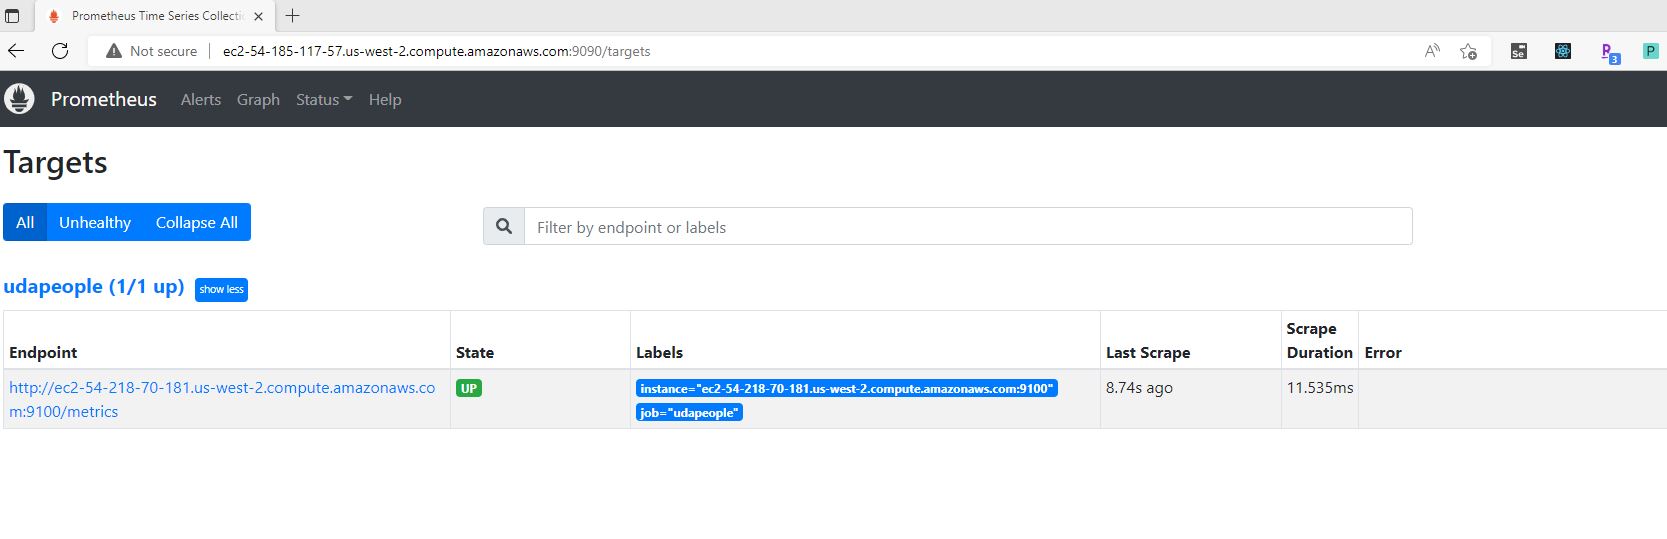 Prometheus Time Series Collecti
Not secure | ec2-54-185-117-57.us-west-2.compute.amazonaws.com:9090/targets
Se
3
P
Prometheus Alerts Graph Status Help
Targets
All Unhealthy Collapse All
Filter by endpoint or labels
udapeople (1/1 up) show less
Endpoint State Labels Last Scrape Scrape Duration Error
http://ec2-54-218-70-181.us-west-2.compute.amazonaws.co UP instance="ec2-54-218-70-181.us-west-2.compute.amazonaws.com:9100" 8.74s ago 11.535ms
m:9100/metrics job="udapeople"